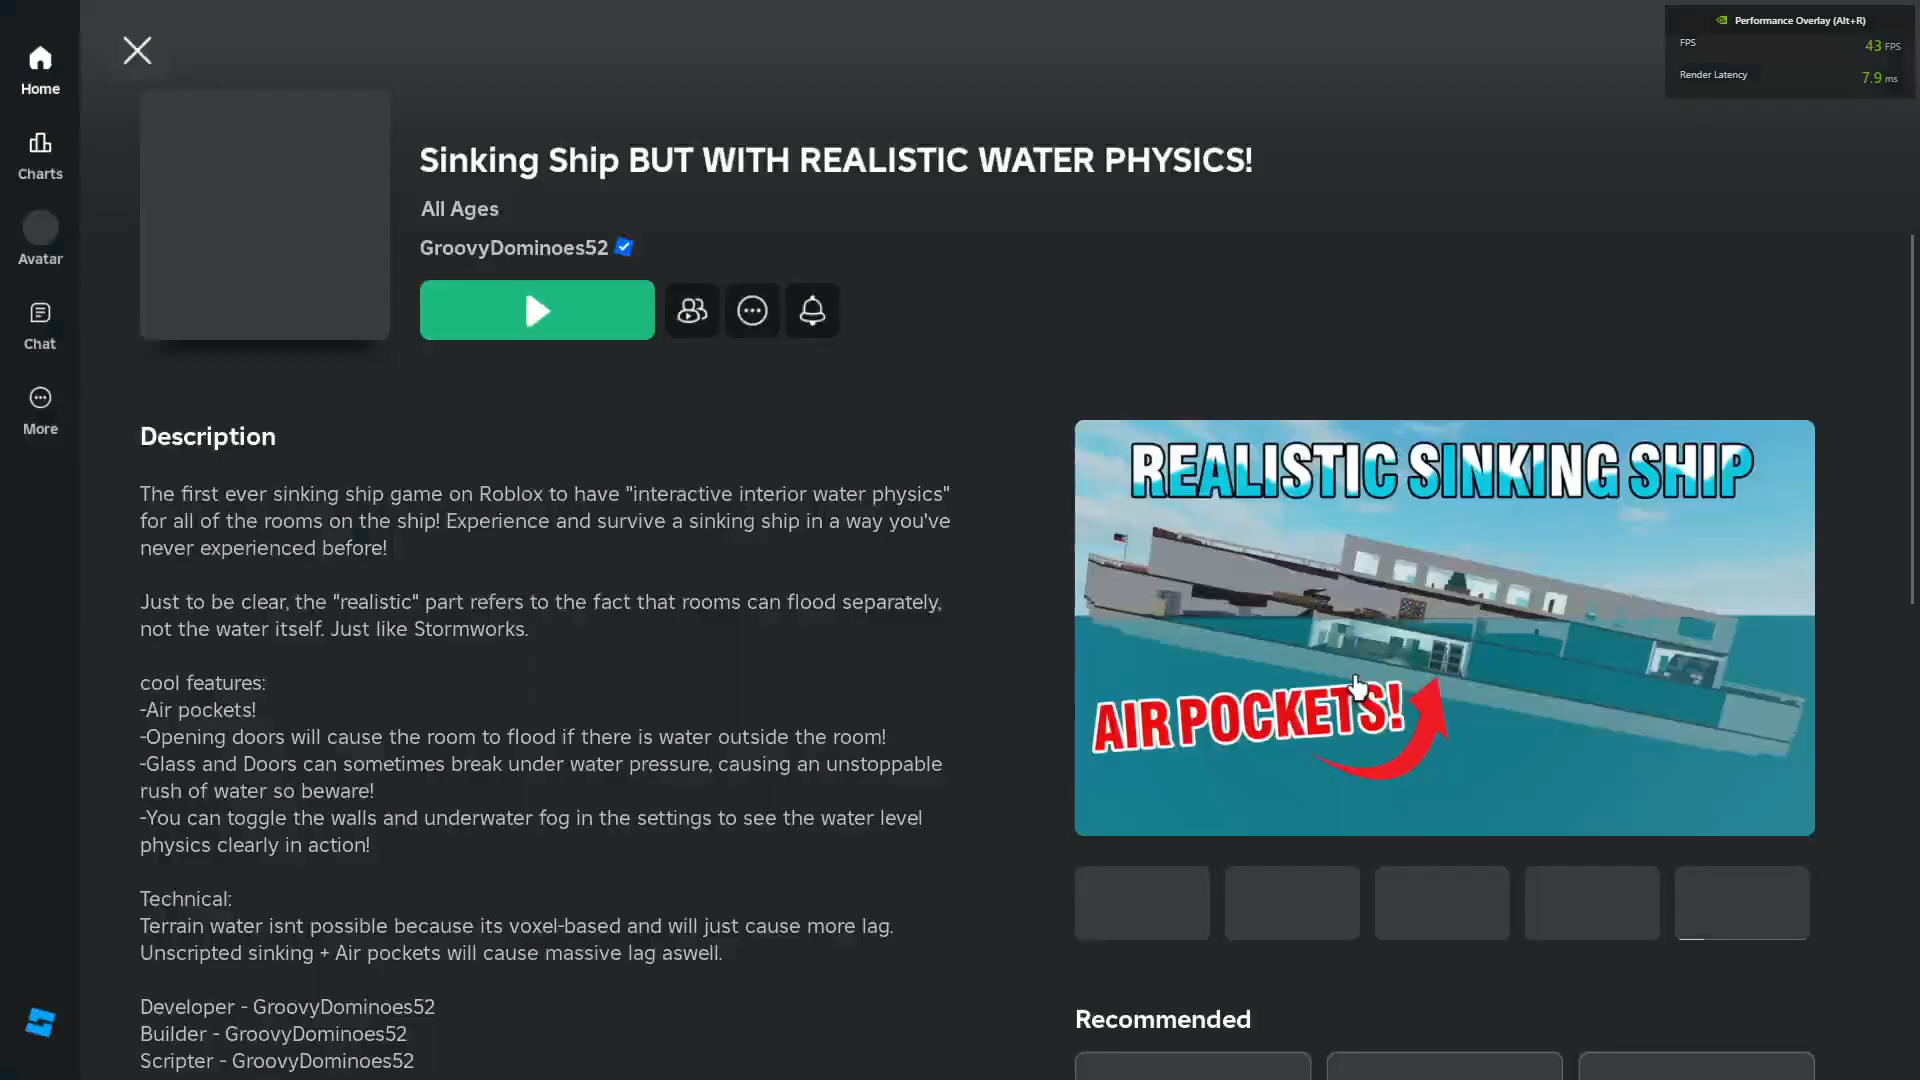 Performance Overlay (Alt+R)
FPS
43 FPS
Render Latency
7.9 ms
Home
Charts
Avatar
Chat
More
Sinking Ship BUT WITH REALISTIC WATER PHYSICS!
All Ages
GroovyDominoes52
Description
The first ever sinking ship game on Roblox to have "interactive interior water physics"
for all of the rooms on the ship! Experience and survive a sinking ship in a way you've
never experienced before!
Just to be clear, the "realistic" part refers to the fact that rooms can flood separately,
not the water itself. Just like Stormworks.
cool features:
-Air pockets!
-Opening doors will cause the room to flood if there is water outside the room!
-Glass and Doors can sometimes break under water pressure, causing an unstoppable
rush of water so beware!
-You can toggle the walls and underwater fog in the settings to see the water level
physics clearly in action!
Technical:
Terrain water isnt possible because its voxel-based and will just cause more lag.
Unscripted sinking + Air pockets will cause massive lag aswell.
Developer - GroovyDominoes52
Builder - GroovyDominoes52
Scripter - GroovyDominoes52
REALISTIC SINKING SHIP
AIR POCKETS!
Recommended